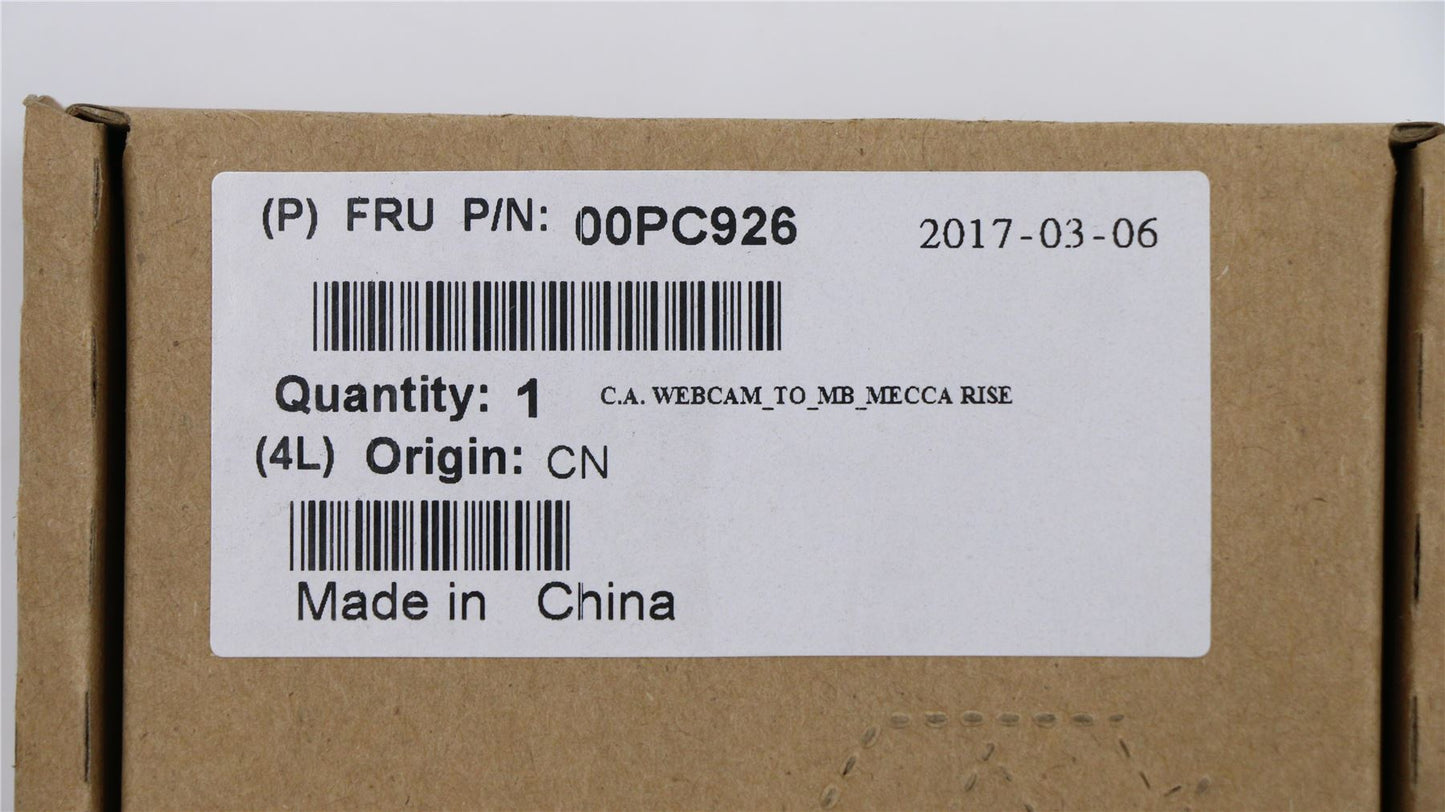 (P) FRU P/N: 00PC926 2017-03-06
Quantity: 1 C.A. WEBCAM_TO_MB_MECCA RISE
(4L) Origin: CN
Made in China